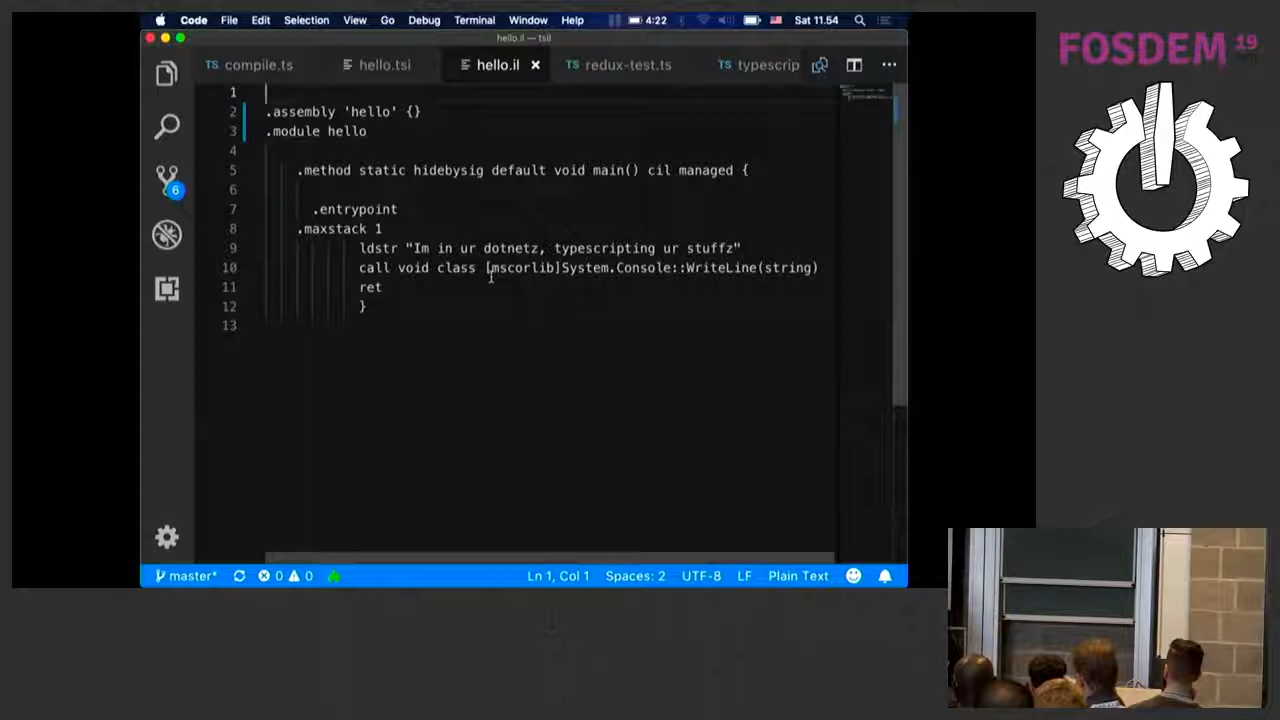 Code File Edit Selection View Go Debug Terminal Window Help 4:22 Sat 11.54
hello.il — tsil
TS compile.ts hello.tsi hello.il TS redux-test.ts TS typescrip
1
2 .assembly 'hello' {}
3 .module hello
4
5 .method static hidebysig default void main() cil managed {
6
7 .entrypoint
8 .maxstack 1
9 ldstr "Im in ur dotnetz, typescripting ur stuffz"
10 call void class [mscorlib]System.Console::WriteLine(string)
11 ret
12 }
13
6
master* 0 0 Ln 1, Col 1 Spaces: 2 UTF-8 LF Plain Text
FOSDEM 19